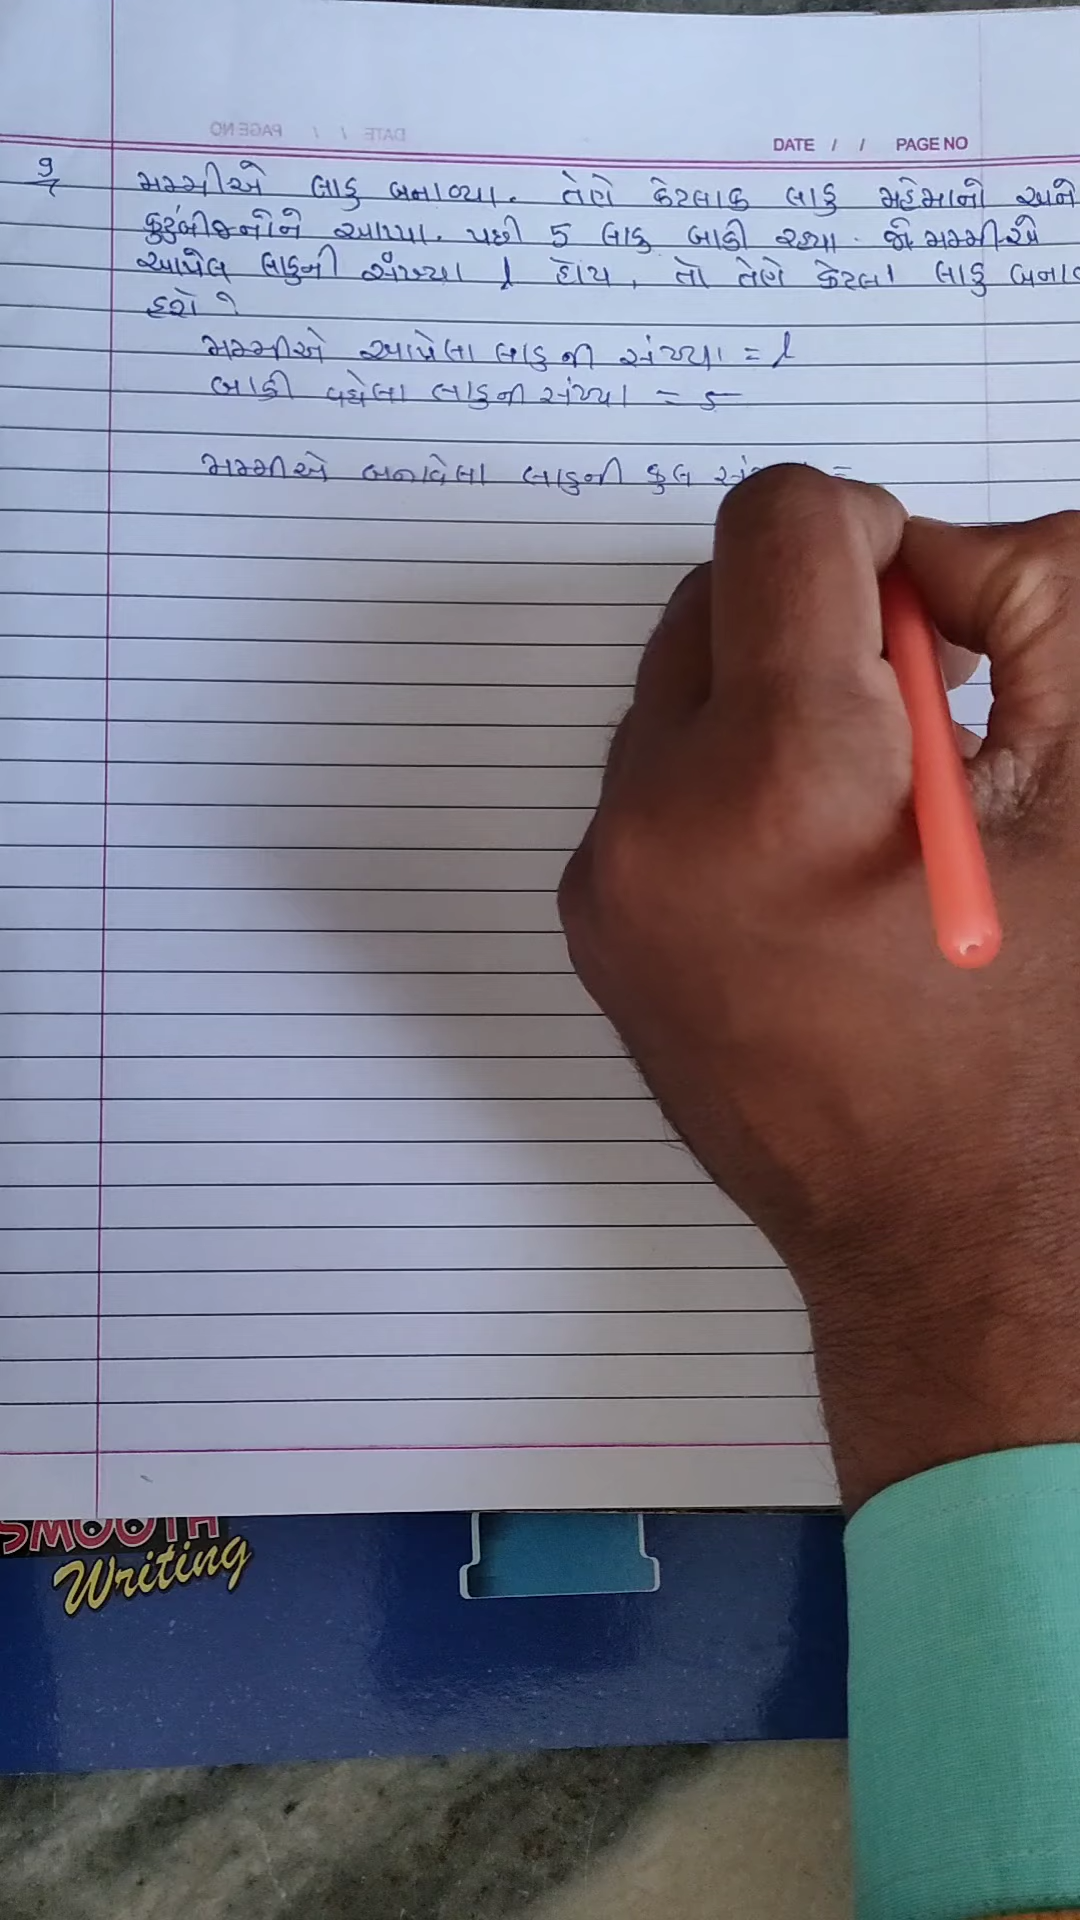 DATE / / PAGE NO
9
મમ્મીએ લાડુ બનાવ્યા. તેણે કેટલાક લાડુ મહેમાનો અને
કુટુંબીજનોને આપ્યા. પછી 5 લાડુ બાકી રહ્યા. જો મમ્મીએ
આપેલ લાડુની સંખ્યા l હોય, તો તેણે કેટલા લાડુ બનાવ્યા
હશે ?
મમ્મીએ આપેલા લાડુની સંખ્યા = l
બાકી વધેલા લાડુની સંખ્યા = 5
મમ્મીએ બનાવેલા લાડુની કુલ =
SMOOTH
Writing